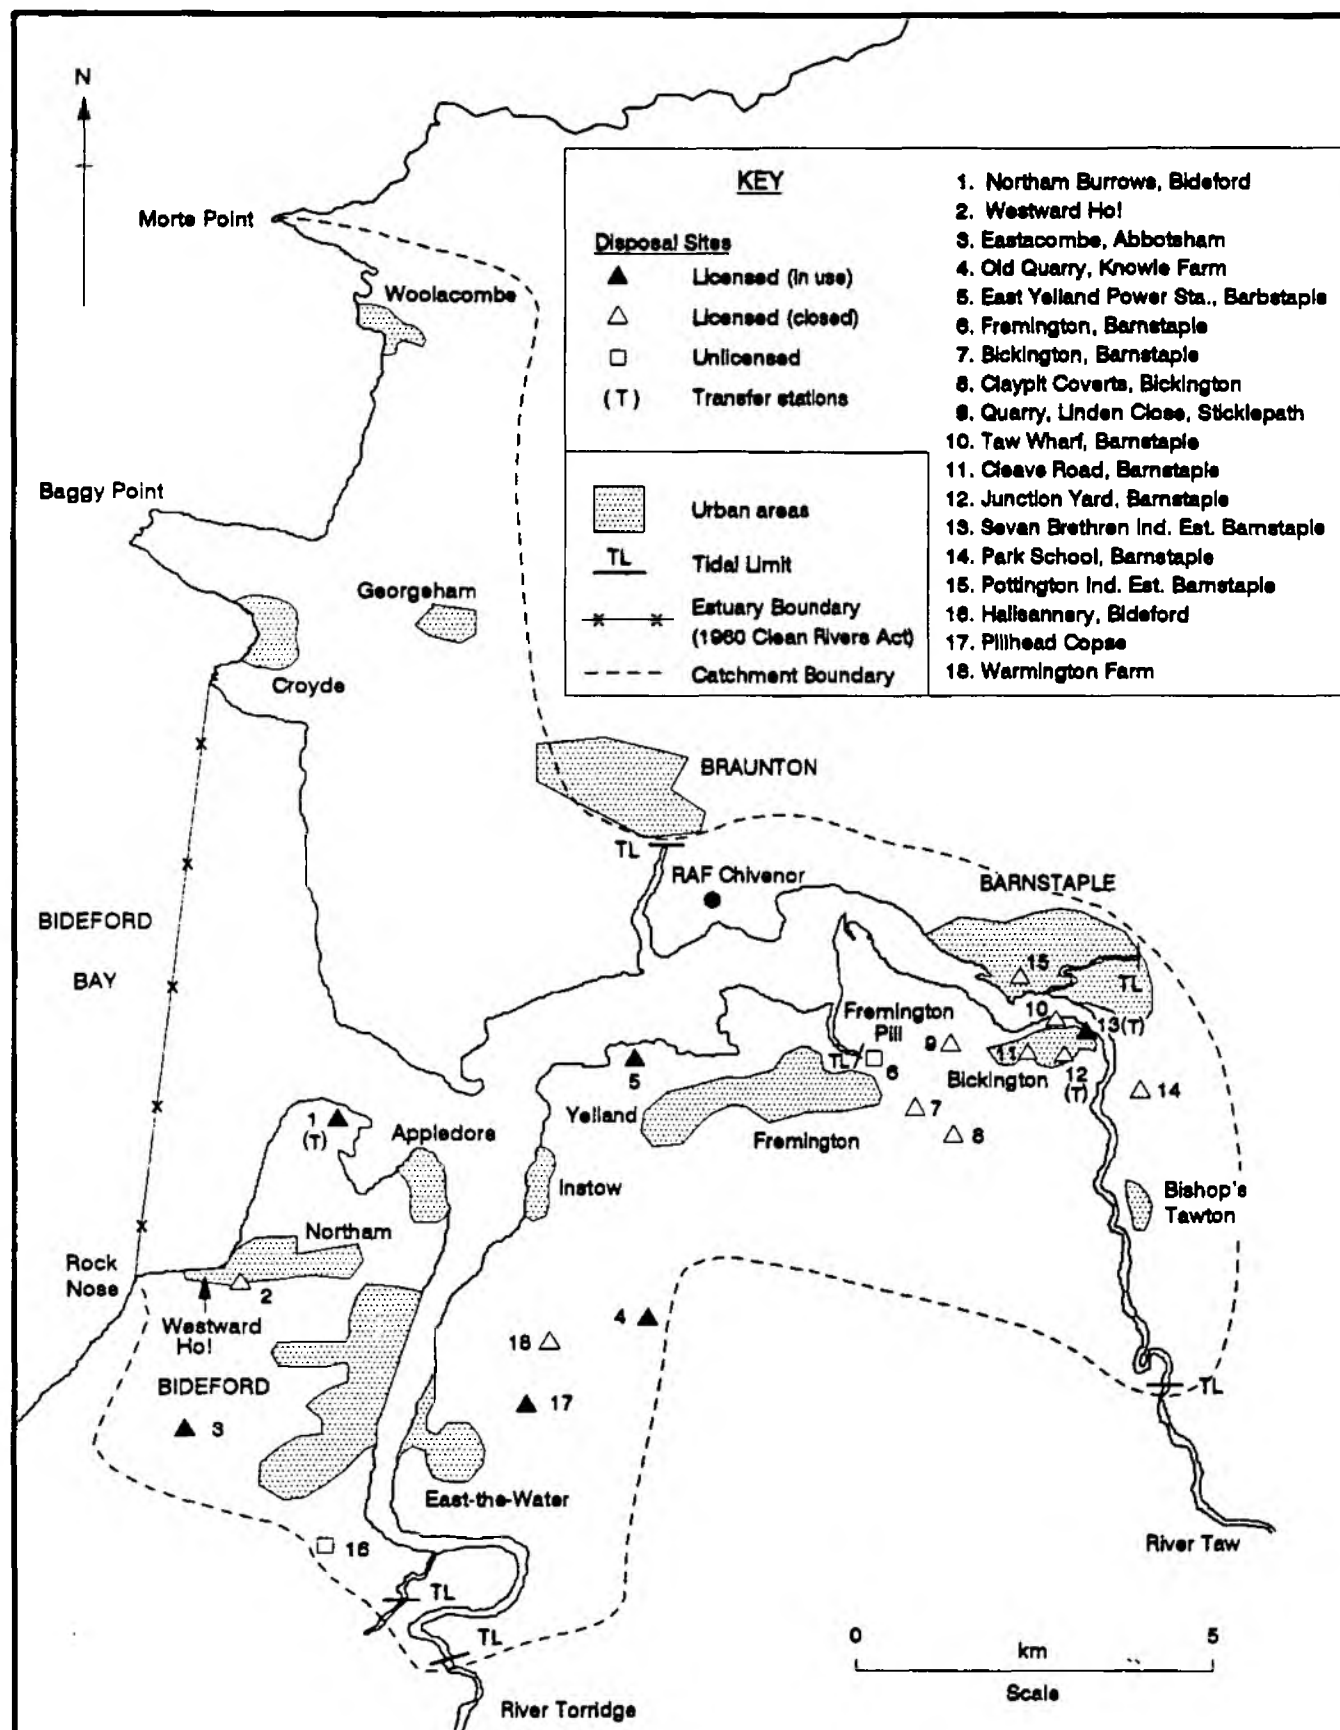 N
Morte Point
Woolacombe
Baggy Point
Georgeham
Croyde
KEY
Disposal Sites
Licensed (in use)
Licensed (closed)
Unlicensed
(T) Transfer stations
Urban areas
TL Tidal Limit
Estuary Boundary
(1960 Clean Rivers Act)
Catchment Boundary
1. Northam Burrows, Bideford
2. Westward Ho!
3. Eastacombe, Abbotsham
4. Old Quarry, Knowle Farm
5. East Yelland Power Sta., Barbstaple
6. Fremington, Barnstaple
7. Bickington, Barnstaple
8. Claypit Coverts, Bickington
9. Quarry, Linden Close, Sticklepath
10. Taw Wharf, Barnstaple
11. Cleave Road, Barnstaple
12. Junction Yard, Barnstaple
13. Seven Brethren Ind. Est. Barnstaple
14. Park School, Barnstaple
15. Pottington Ind. Est. Barnstaple
16. Hallsannery, Bideford
17. Pillhead Copse
18. Warmington Farm
BRAUNTON
TL
RAF Chivenor
BARNSTAPLE
BIDEFORD
BAY
15
TL
Fremington
Pill
10
13(T)
9
11
TL
6
Bickington
12
(T)
14
5
Yelland
7
8
Fremington
1
(T)
Appledore
Instow
Bishop's
Tawton
Northam
Rock
Nose
2
Westward
Ho!
4
18
BIDEFORD
17
3
TL
East-the-Water
16
River Taw
TL
TL
0 5
km
Scale
River Torridge